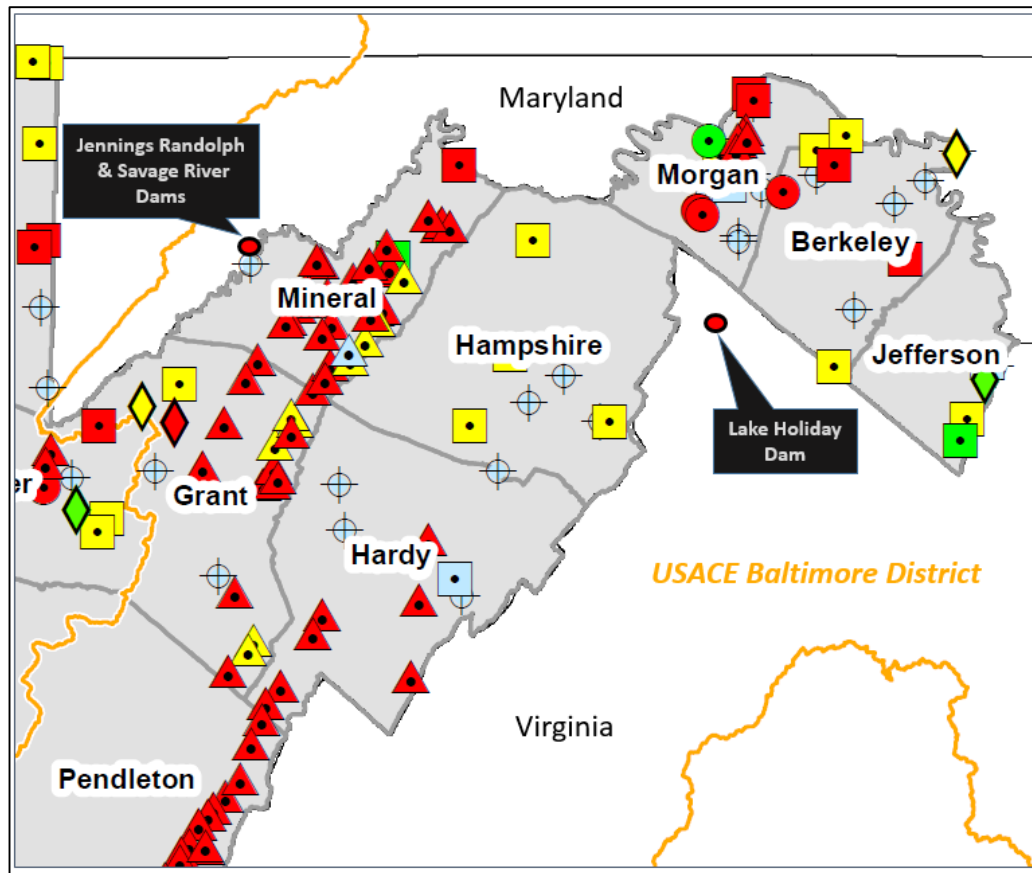 Maryland
Jennings Randolph
& Savage River
Dams
Morgan
Berkeley
Mineral
Hampshire
Jefferson
Lake Holiday
Dam
er
Grant
Hardy
USACE Baltimore District
Virginia
Pendleton